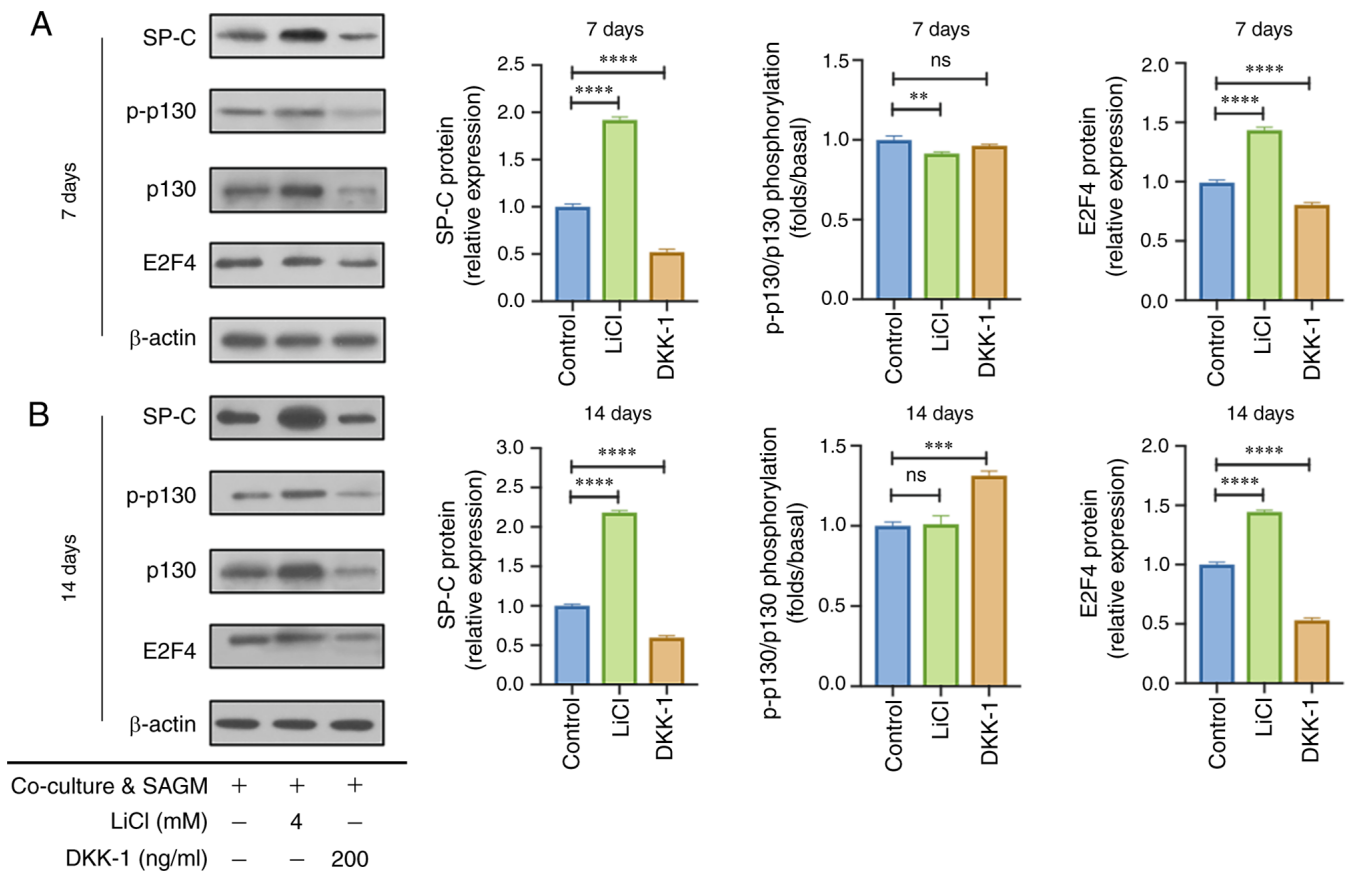 A
7 days
SP-C
p-p130
p130
E2F4
β-actin
7 days
SP-C protein
(relative expression)
2.5
2.0
1.5
1.0
0.5
0.0
****
****
Control
LiCl
DKK-1
7 days
p-p130/p130 phosphorylation
(folds/basal)
1.5
1.0
0.5
0.0
ns
**
Control
LiCl
DKK-1
7 days
E2F4 protein
(relative expression)
2.0
1.5
1.0
0.5
0.0
****
****
Control
LiCl
DKK-1
B
14 days
SP-C
p-p130
p130
E2F4
β-actin
14 days
SP-C protein
(relative expression)
3.0
2.5
2.0
1.5
1.0
0.5
0.0
****
****
Control
LiCl
DKK-1
14 days
p-p130/p130 phosphorylation
(folds/basal)
1.5
1.0
0.5
0.0
***
ns
Control
LiCl
DKK-1
14 days
E2F4 protein
(relative expression)
2.0
1.5
1.0
0.5
0.0
****
****
Control
LiCl
DKK-1
Co-culture & SAGM + + +
LiCl (mM) – 4 –
DKK-1 (ng/ml) – – 200